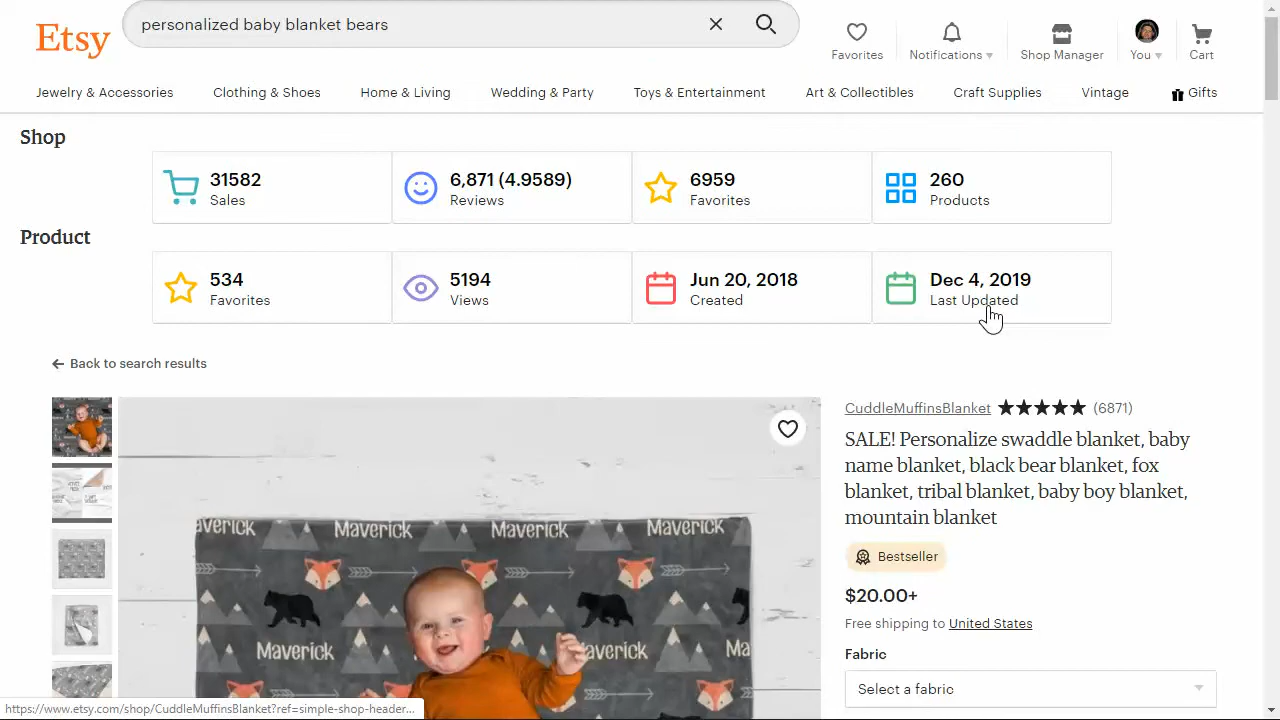 Etsy
personalized baby blanket bears
Favorites
Notifications
Shop Manager
You
Cart
Jewelry & Accessories
Clothing & Shoes
Home & Living
Wedding & Party
Toys & Entertainment
Art & Collectibles
Craft Supplies
Vintage
Gifts
Shop
31582
Sales
6,871 (4.9589)
Reviews
6959
Favorites
260
Products
Product
534
Favorites
5194
Views
Jun 20, 2018
Created
Dec 4, 2019
Last Updated
Back to search results
CuddleMuffinsBlanket (6871)
SALE! Personalize swaddle blanket, baby
name blanket, black bear blanket, fox
blanket, tribal blanket, baby boy blanket,
mountain blanket
Bestseller
$20.00+
Free shipping to United States
Fabric
Select a fabric
averick Maverick Maverick Maverick
Maverick averick Ma
https://www.etsy.com/shop/CuddleMuffinsBlanket?ref=simple-shop-header...